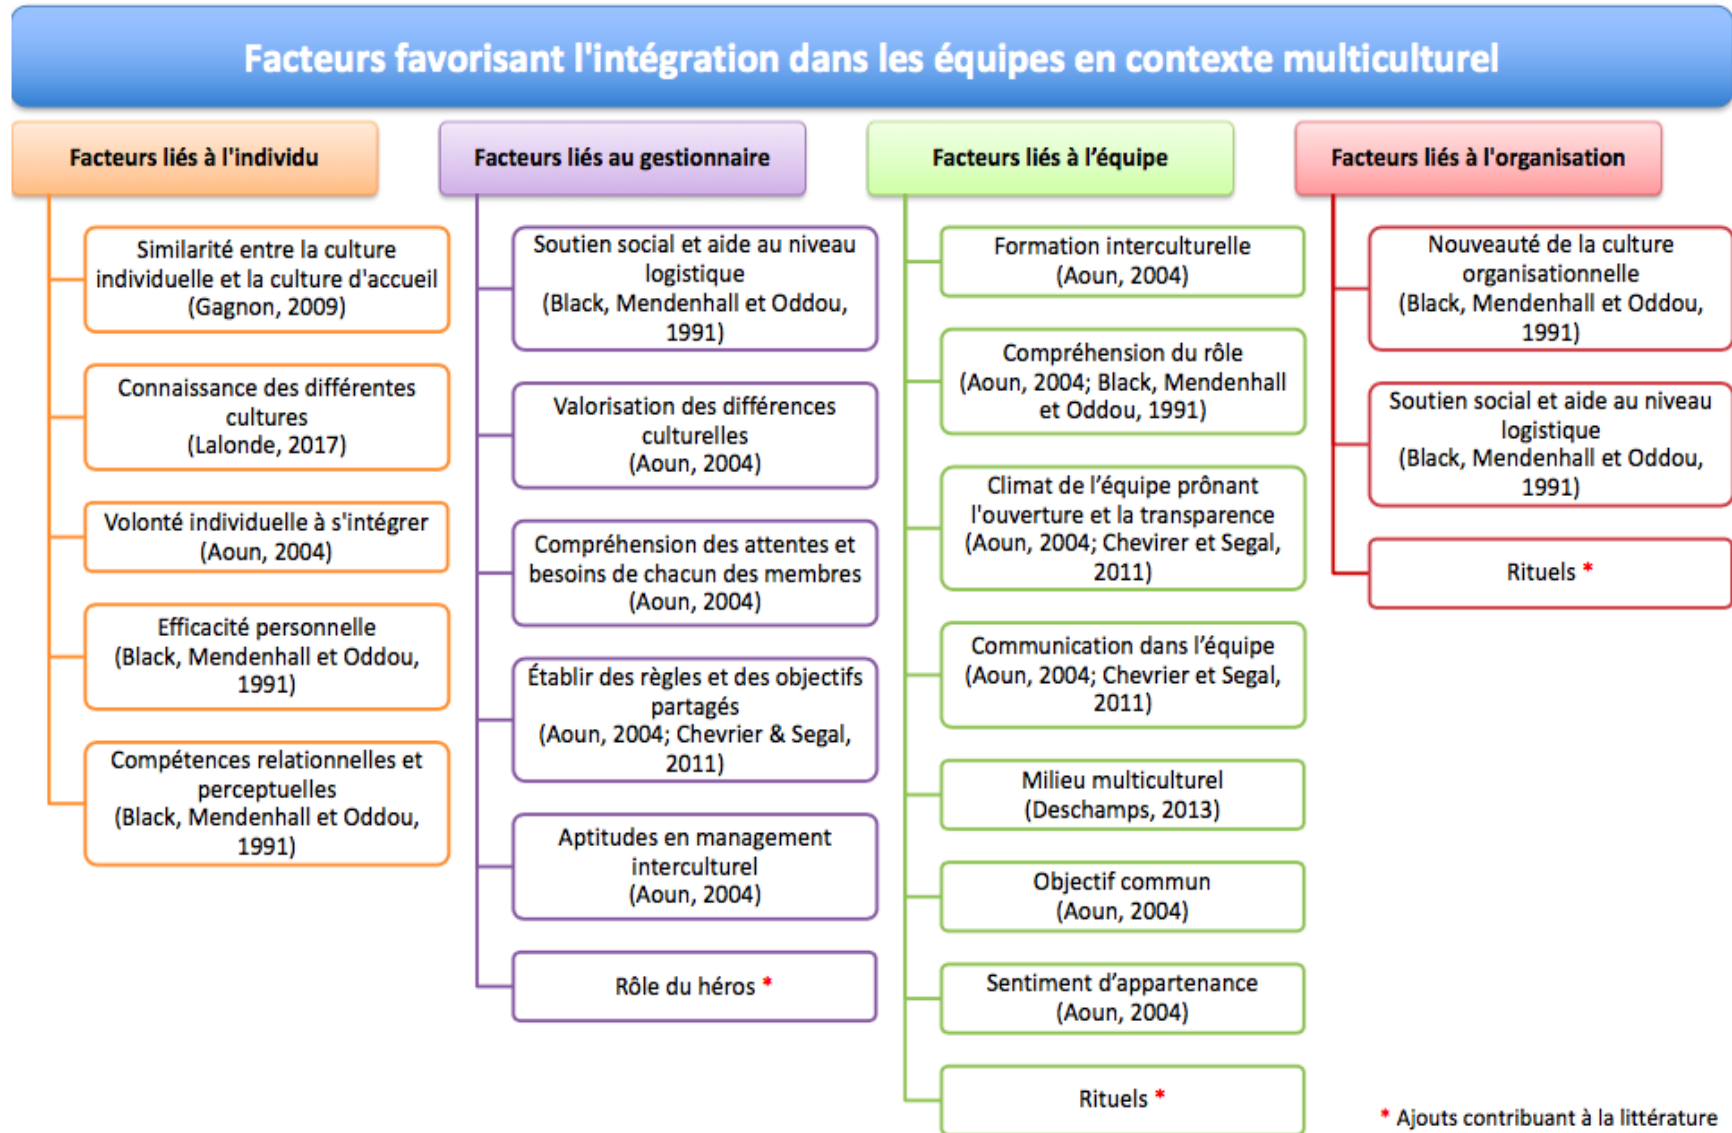 Facteurs favorisant l'intégration dans les équipes en contexte multiculturel
Facteurs liés à l'individu
Similarité entre la culture
individuelle et la culture d'accueil
(Gagnon, 2009)
Connaissance des différentes
cultures
(Lalonde, 2017)
Volonté individuelle à s'intégrer
(Aoun, 2004)
Efficacité personnelle
(Black, Mendenhall et Oddou,
1991)
Compétences relationnelles et
perceptuelles
(Black, Mendenhall et Oddou,
1991)
Facteurs liés au gestionnaire
Soutien social et aide au niveau
logistique
(Black, Mendenhall et Oddou,
1991)
Valorisation des différences
culturelles
(Aoun, 2004)
Compréhension des attentes et
besoins de chacun des membres
(Aoun, 2004)
Établir des règles et des objectifs
partagés
(Aoun, 2004; Chevrier & Segal,
2011)
Aptitudes en management
interculturel
(Aoun, 2004)
Rôle du héros *
Facteurs liés à l’équipe
Formation interculturelle
(Aoun, 2004)
Compréhension du rôle
(Aoun, 2004; Black, Mendenhall
et Oddou, 1991)
Climat de l’équipe prônant
l'ouverture et la transparence
(Aoun, 2004; Chevirer et Segal,
2011)
Communication dans l’équipe
(Aoun, 2004; Chevrier et Segal,
2011)
Milieu multiculturel
(Deschamps, 2013)
Objectif commun
(Aoun, 2004)
Sentiment d’appartenance
(Aoun, 2004)
Rituels *
Facteurs liés à l'organisation
Nouveauté de la culture
organisationnelle
(Black, Mendenhall et Oddou,
1991)
Soutien social et aide au niveau
logistique
(Black, Mendenhall et Oddou,
1991)
Rituels *
* Ajouts contribuant à la littérature